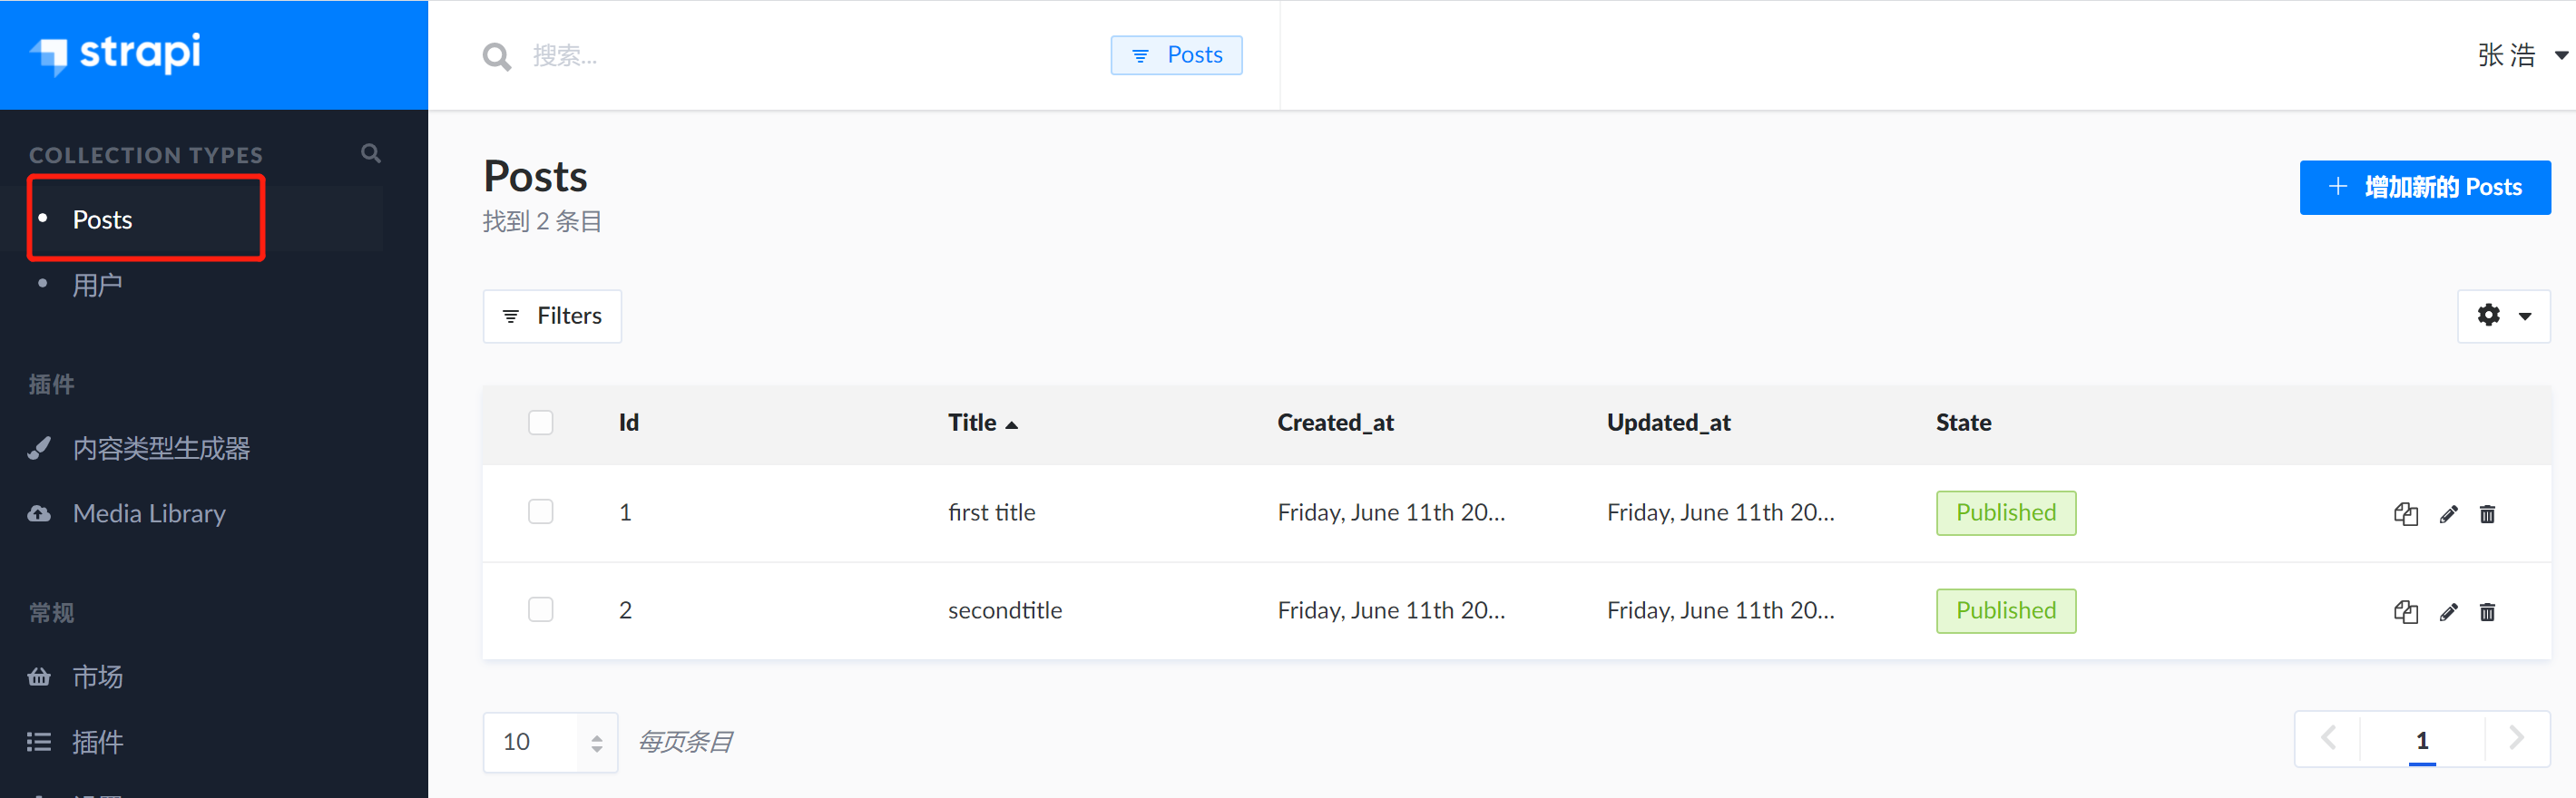 strapi
搜索...
Posts
张 浩
COLLECTION TYPES
Posts
用户
插件
内容类型生成器
Media Library
常规
市场
插件
Posts
找到 2 条目
增加新的 Posts
Filters
Id Title Created_at Updated_at State
1 first title Friday, June 11th 20... Friday, June 11th 20... Published
2 secondtitle Friday, June 11th 20... Friday, June 11th 20... Published
10 每页条目
1